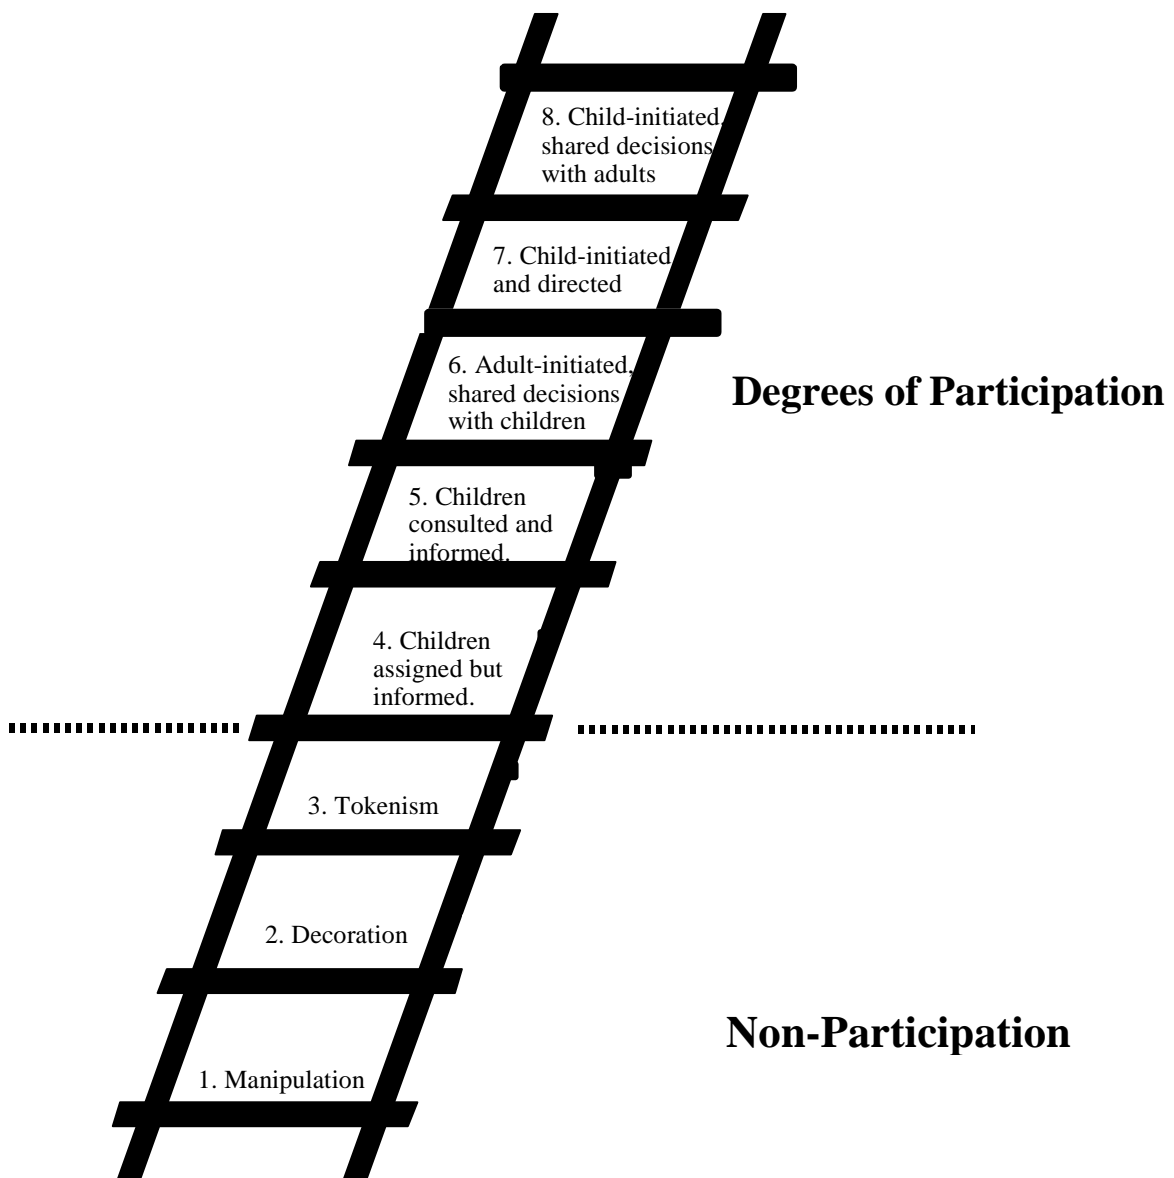 8. Child-initiated,
shared decisions
with adults
7. Child-initiated
and directed
6. Adult-initiated,
shared decisions
with children
Degrees of Participation
5. Children
consulted and
informed.
4. Children
assigned but
informed.
3. Tokenism
2. Decoration
Non-Participation
1. Manipulation